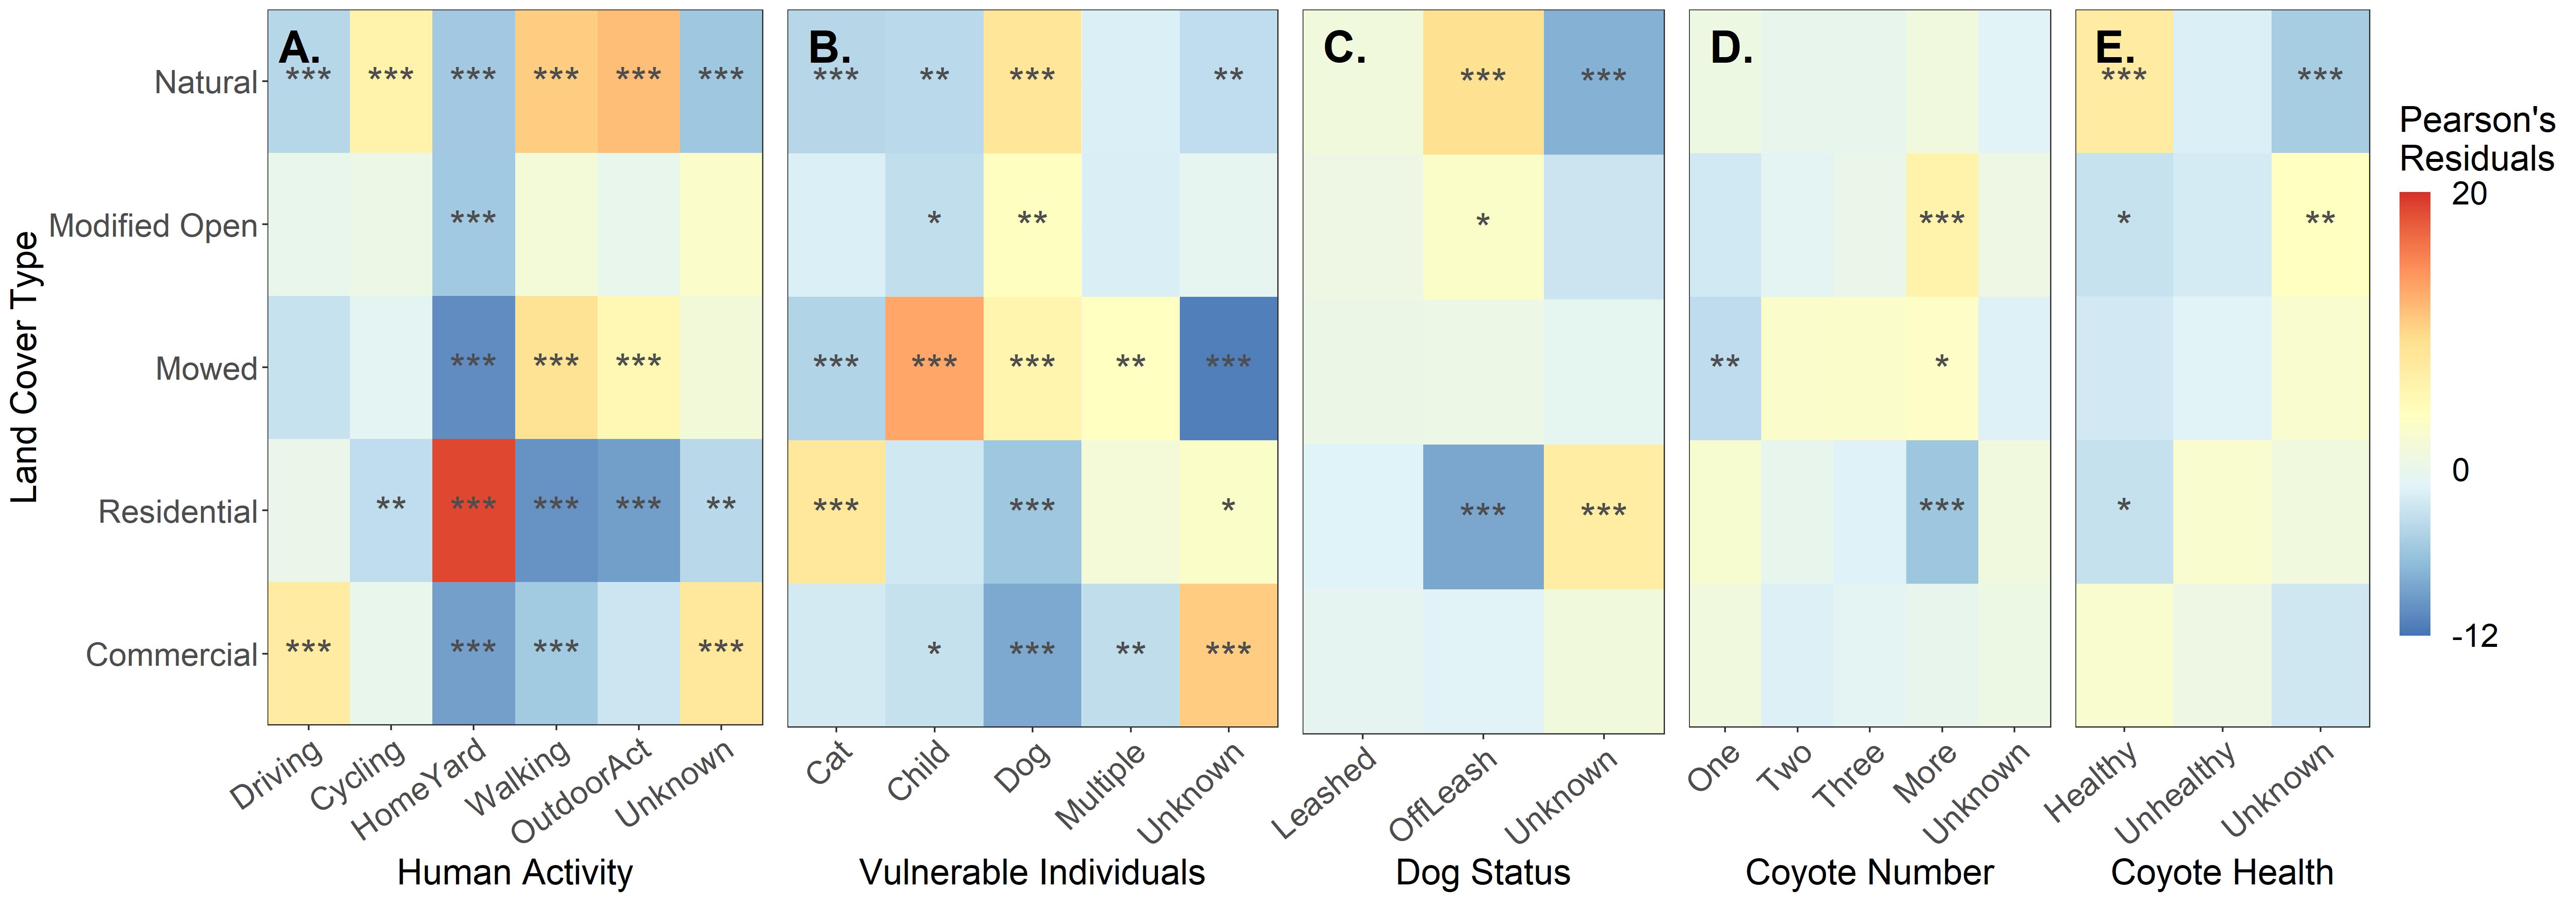 A. B. C. D. E.
Natural
*** *** *** *** *** *** *** ** *** ** *** *** *** ***
Modified Open
*** * ** * *** * **
Mowed
*** *** *** *** *** *** ** *** ** *
Residential
** *** *** *** ** *** *** * *** *** *** *
Commercial
*** *** *** *** * *** ** ***
Land Cover Type
Driving Cycling HomeYard Walking OutdoorAct Unknown
Human Activity
Cat Child Dog Multiple Unknown
Vulnerable Individuals
Leashed OffLeash Unknown
Dog Status
One Two Three More Unknown
Coyote Number
Healthy Unhealthy Unknown
Coyote Health
Pearson's
Residuals
20
0
-12